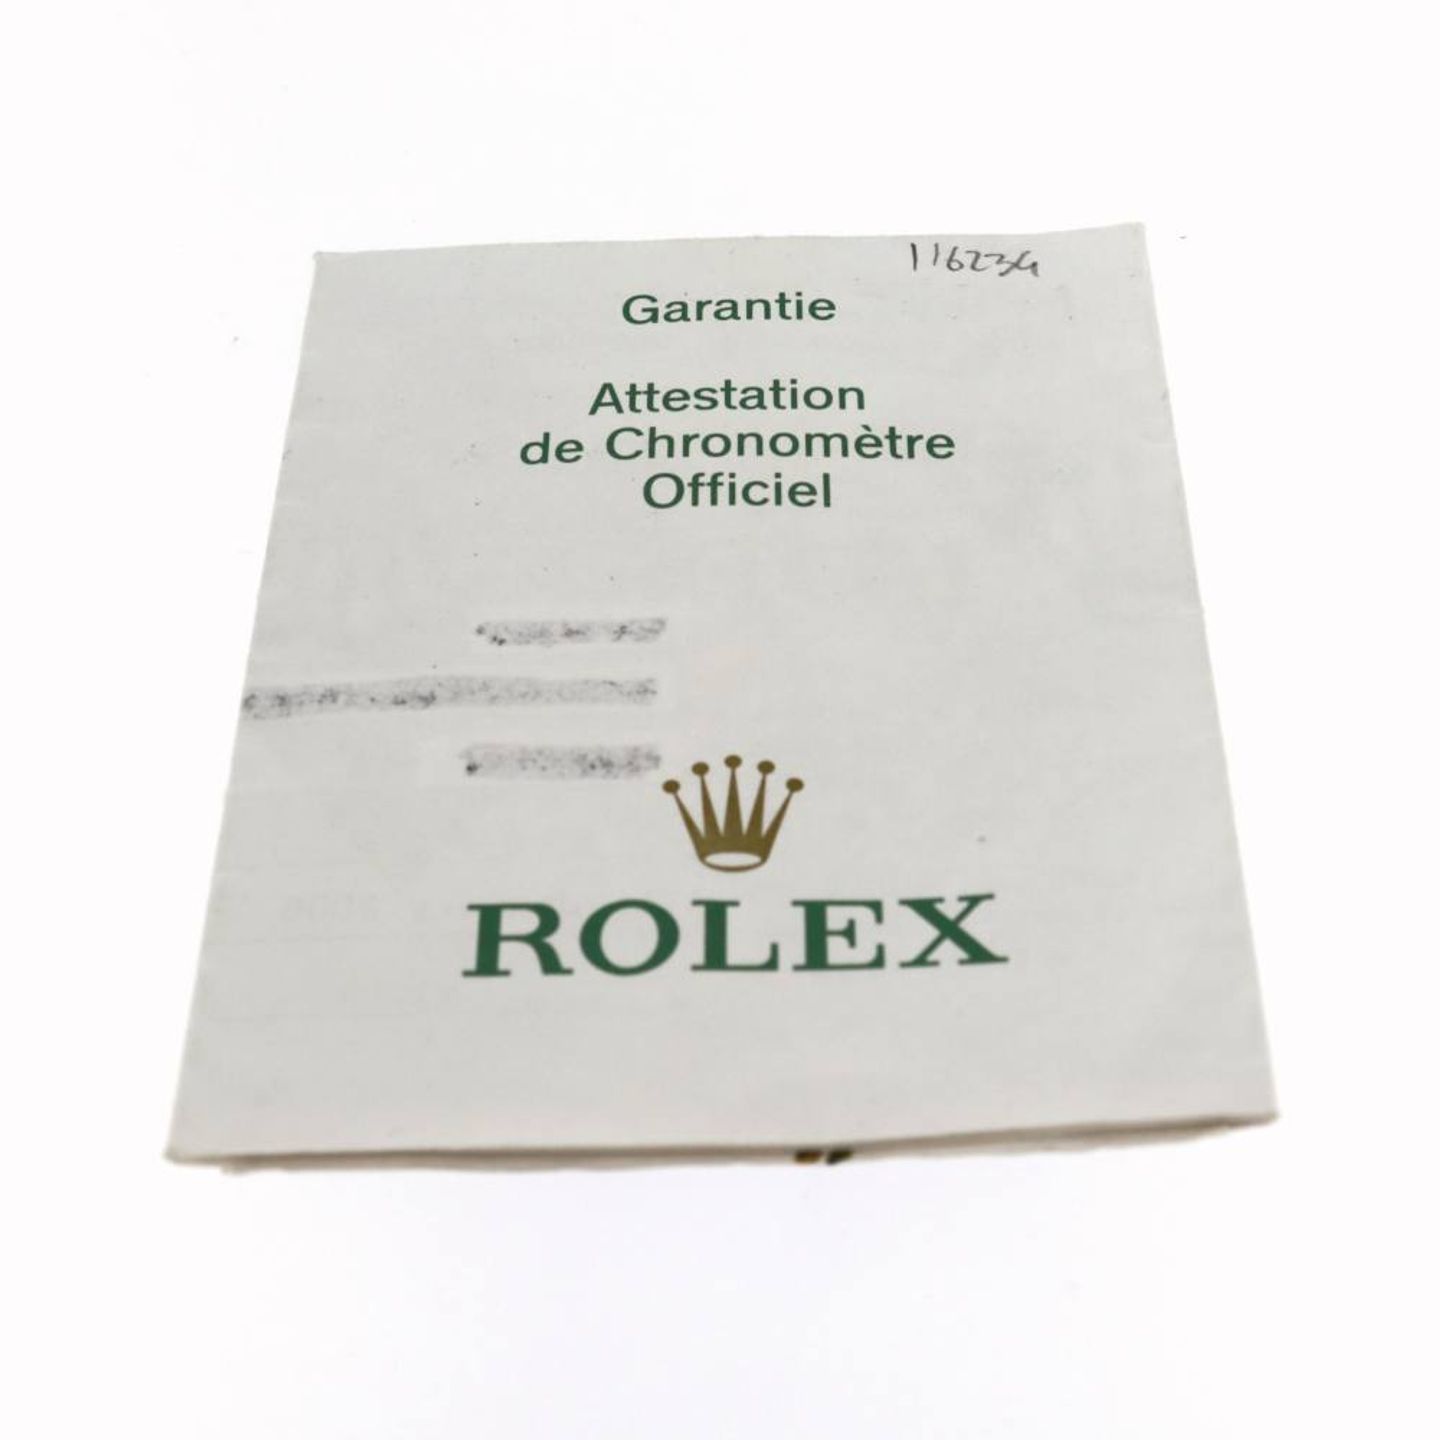 116234
Garantie
Attestation
de Chronomètre
Officiel
ROLEX